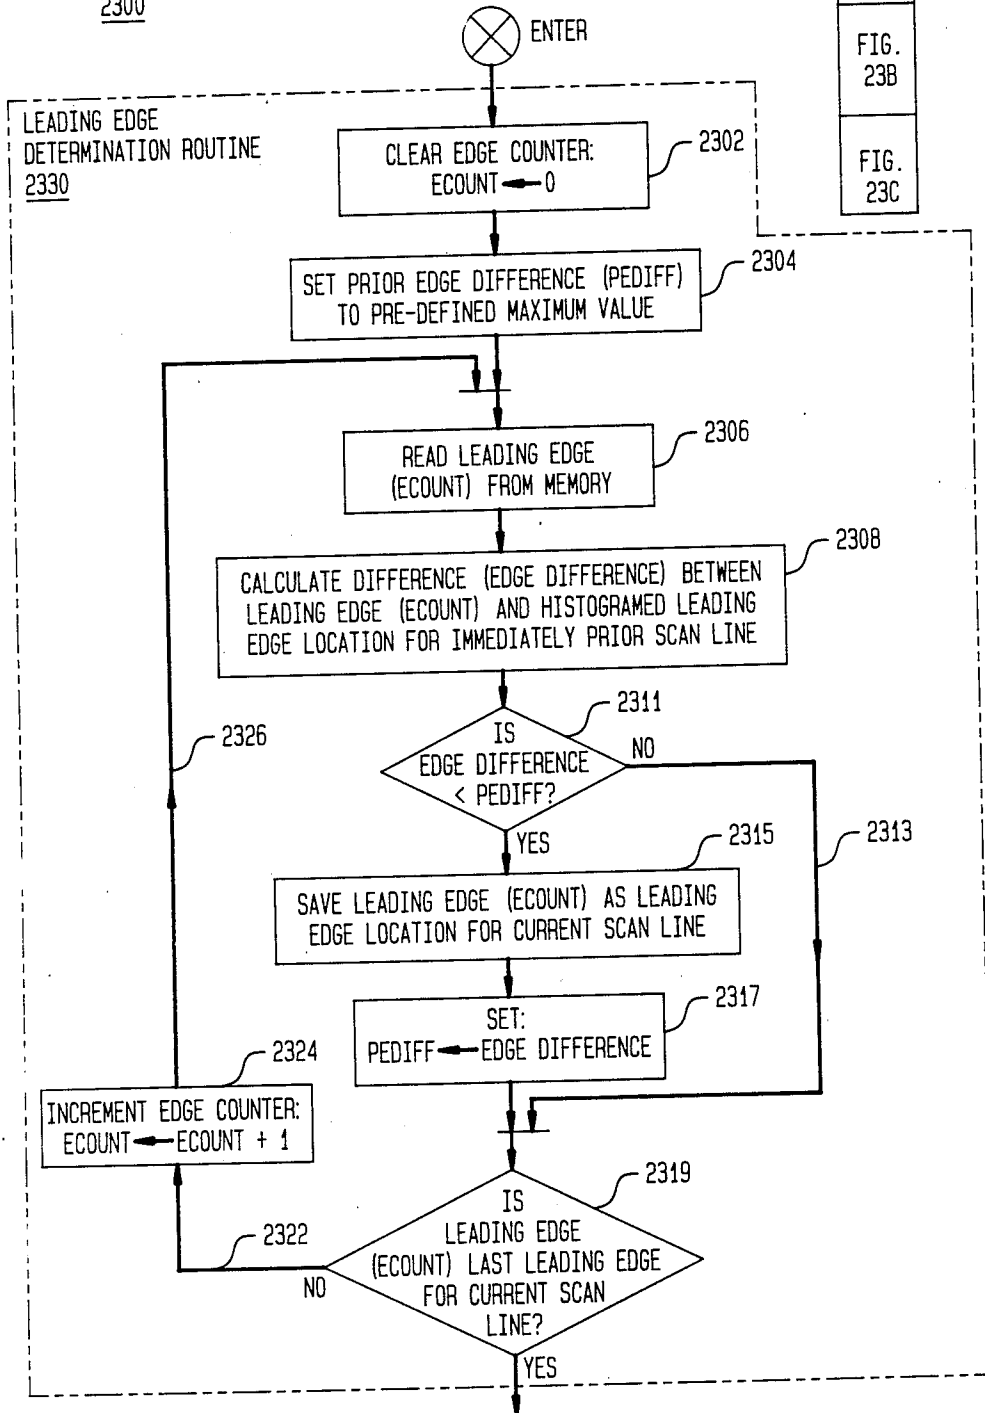 2300
ENTER
FIG.
23B
FIG.
23C
LEADING EDGE
DETERMINATION ROUTINE
2330
CLEAR EDGE COUNTER:
ECOUNT ← 0
2302
SET PRIOR EDGE DIFFERENCE (PEDIFF)
TO PRE-DEFINED MAXIMUM VALUE
2304
READ LEADING EDGE
(ECOUNT) FROM MEMORY
2306
CALCULATE DIFFERENCE (EDGE DIFFERENCE) BETWEEN
LEADING EDGE (ECOUNT) AND HISTOGRAMED LEADING
EDGE LOCATION FOR IMMEDIATELY PRIOR SCAN LINE
2308
IS
EDGE DIFFERENCE
< PEDIFF?
2311
NO
2326
YES
2313
SAVE LEADING EDGE (ECOUNT) AS LEADING
EDGE LOCATION FOR CURRENT SCAN LINE
2315
SET:
PEDIFF ← EDGE DIFFERENCE
2317
INCREMENT EDGE COUNTER:
ECOUNT ← ECOUNT + 1
2324
IS
LEADING EDGE
(ECOUNT) LAST LEADING EDGE
FOR CURRENT SCAN
LINE?
2319
2322
NO
YES